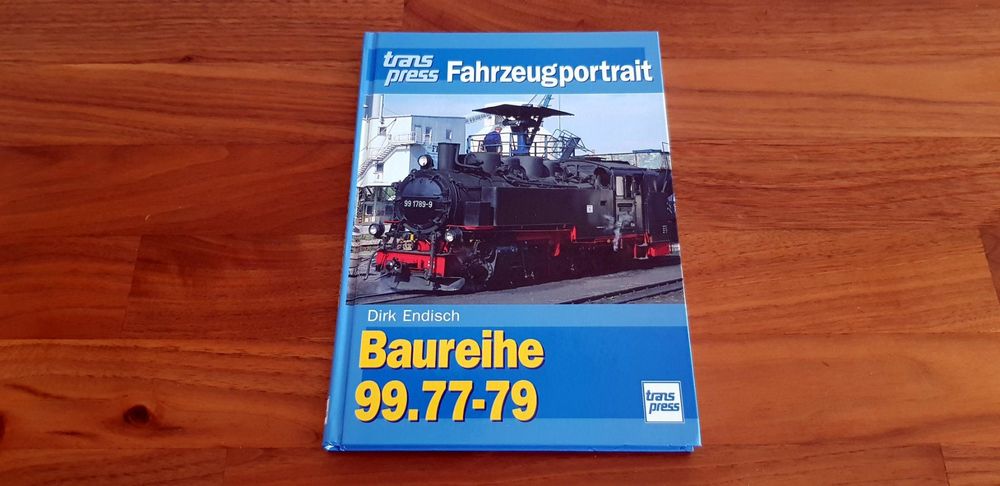 trans press Fahrzeugportrait
99 1789-9
Dirk Endisch
Baureihe
99.77-79
trans
press